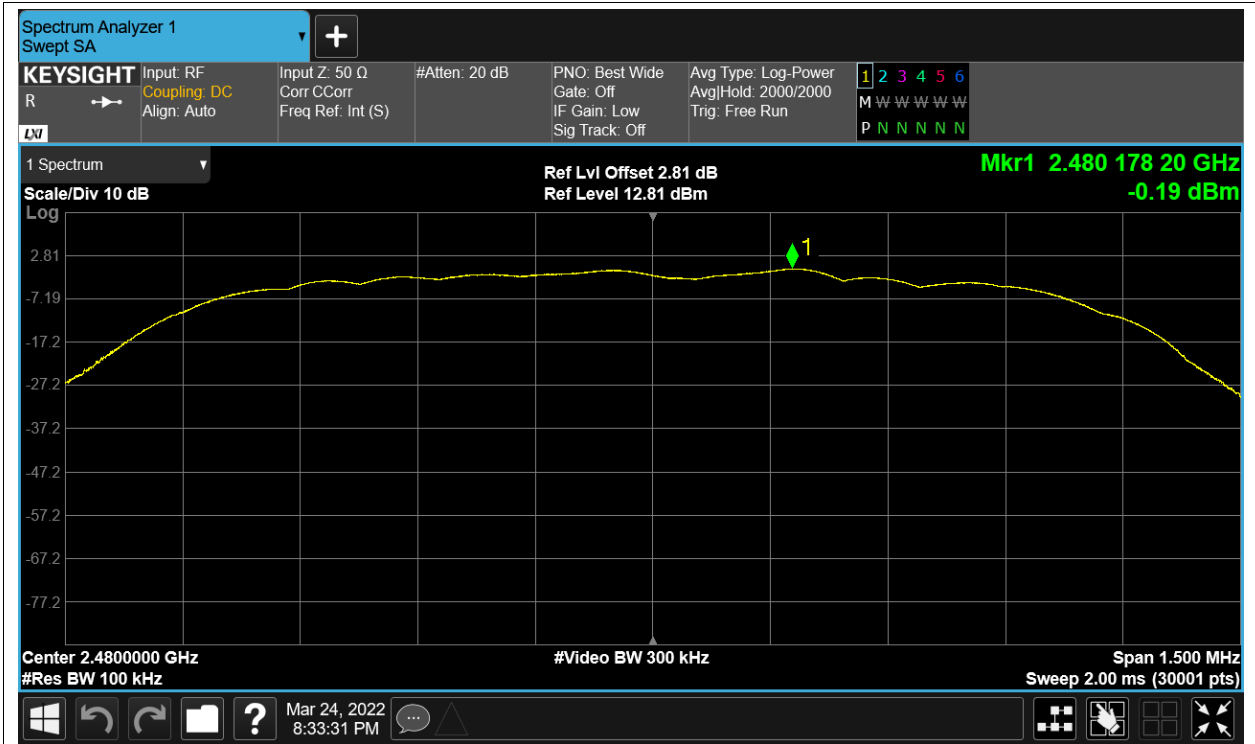 Spectrum Analyzer 1
Swept SA
KEYSIGHT
R
LXI
Input: RF
Coupling: DC
Align: Auto
Input Z: 50 Ω
Corr CCorr
Freq Ref: Int (S)
#Atten: 20 dB
PNO: Best Wide
Gate: Off
IF Gain: Low
Sig Track: Off
Avg Type: Log-Power
Avg|Hold: 2000/2000
Trig: Free Run
1 2 3 4 5 6
M W W W W W W
P N N N N N N
1 Spectrum
Scale/Div 10 dB
Log
Ref Lvl Offset 2.81 dB
Ref Level 12.81 dBm
Mkr1 2.480 178 20 GHz
-0.19 dBm
1
2.81
-7.19
-17.2
-27.2
-37.2
-47.2
-57.2
-67.2
-77.2
Center 2.4800000 GHz
#Res BW 100 kHz
#Video BW 300 kHz
Span 1.500 MHz
Sweep 2.00 ms (30001 pts)
?
Mar 24, 2022
8:33:31 PM